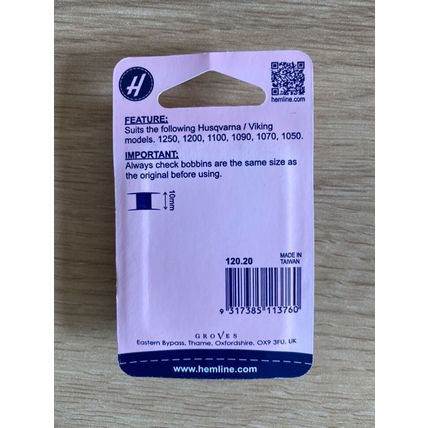 H
hemline.com
FEATURE:
Suits the following Husqvarna / Viking
models. 1250, 1200, 1100, 1090, 1070, 1050.
IMPORTANT:
Always check bobbins are the same size as
the original before using.
10mm
120.20
MADE IN
TAIWAN
9 317385 113760
GROVES
Eastern Bypass, Thame, Oxfordshire, OX9 3FU. UK
www.hemline.com